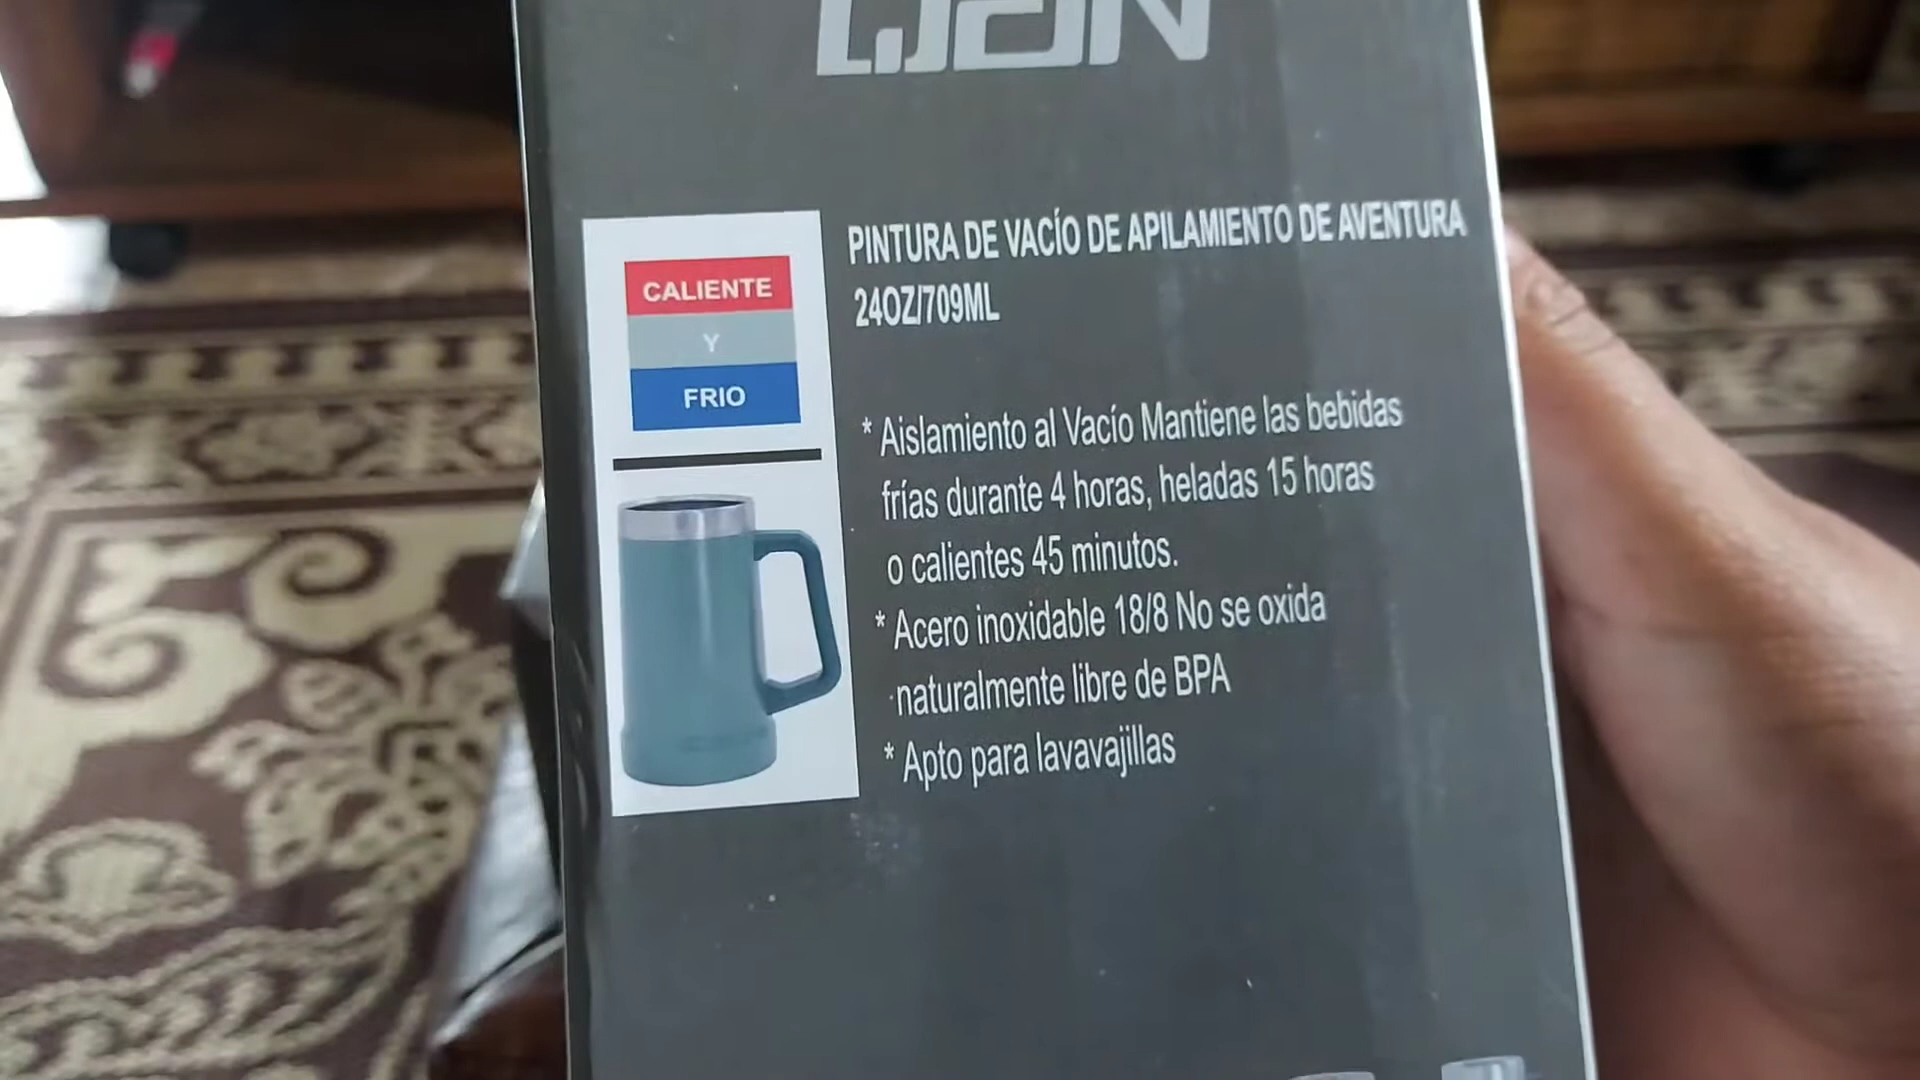 CALIENTE
Y
FRIO
PINTURA DE VACÍO DE APILAMIENTO DE AVENTURA
24OZ/709ML
* Aislamiento al Vacío Mantiene las bebidas
frías durante 4 horas, heladas 15 horas
o calientes 45 minutos.
* Acero inoxidable 18/8 No se oxida
naturalmente libre de BPA
* Apto para lavavajillas